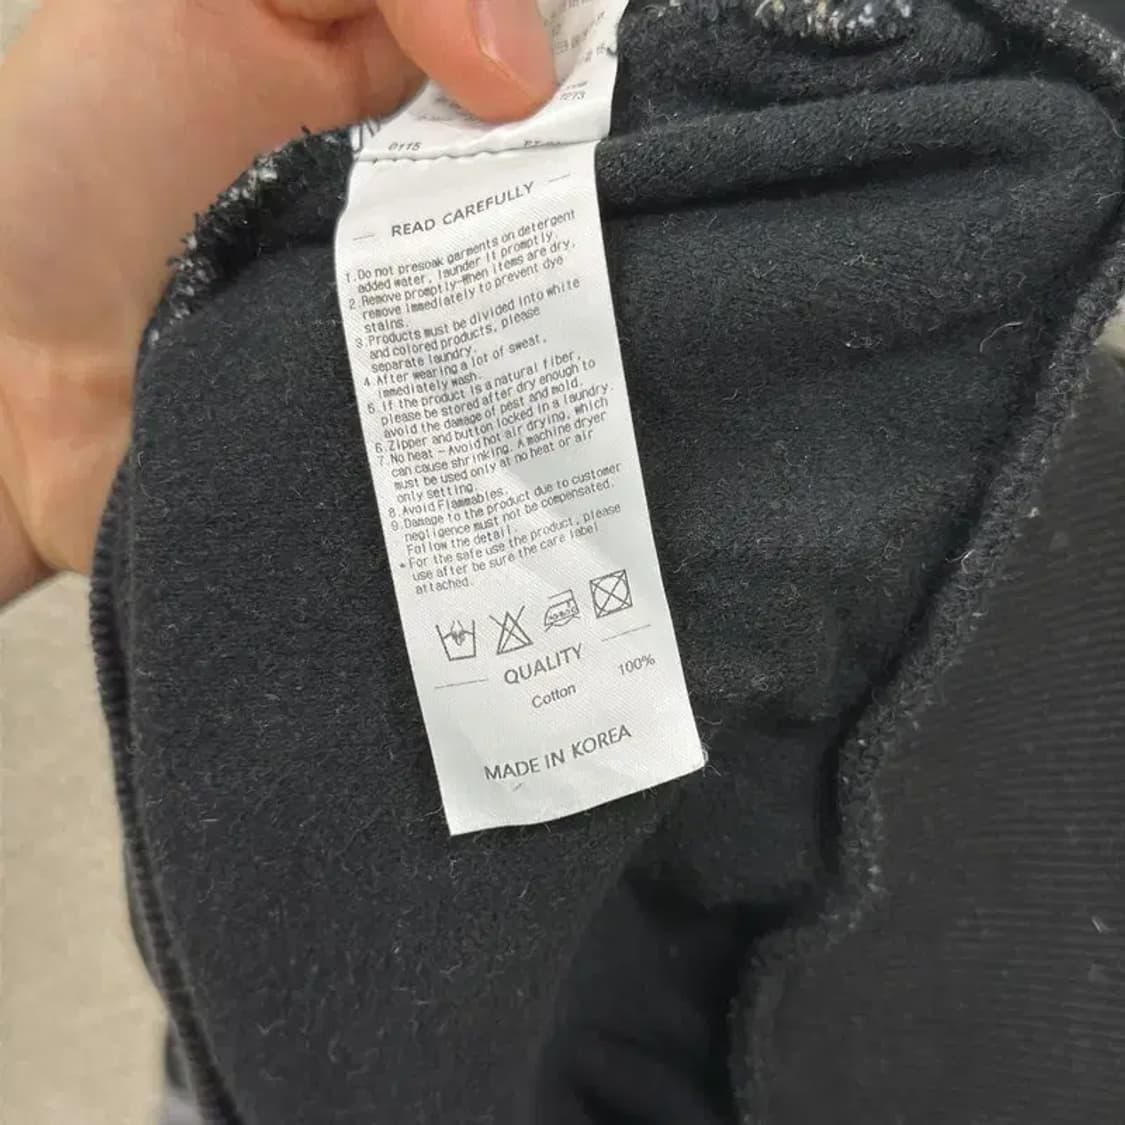 0115
READ CAREFULLY
1.Do not presoak garments on detergent
added water, launder it promptly.
2.Remove promptly-When items are dry,
remove immediately to prevent dye
stains.
3.Products must be divided into white
and colored products, please
separate laundry.
4.After wearing a lot of sweat,
immediately wash.
5.If the product is a natural fiber,
please be stored after dry enough to
avoid the damage of pest and mold.
6.Zipper and button locked in a laundry.
7.No heat - Avoid hot air drying, which
can cause shrinking. A machine dryer
must be used only at no heat or air
only setting.
8.Avoid Flammables.
9.Damage to the product due to customer
negligence must not be compensated.
Follow the detail.
*For the safe use the product, please
use after be sure the care label
attached.
QUALITY
Cotton 100%
MADE IN KOREA